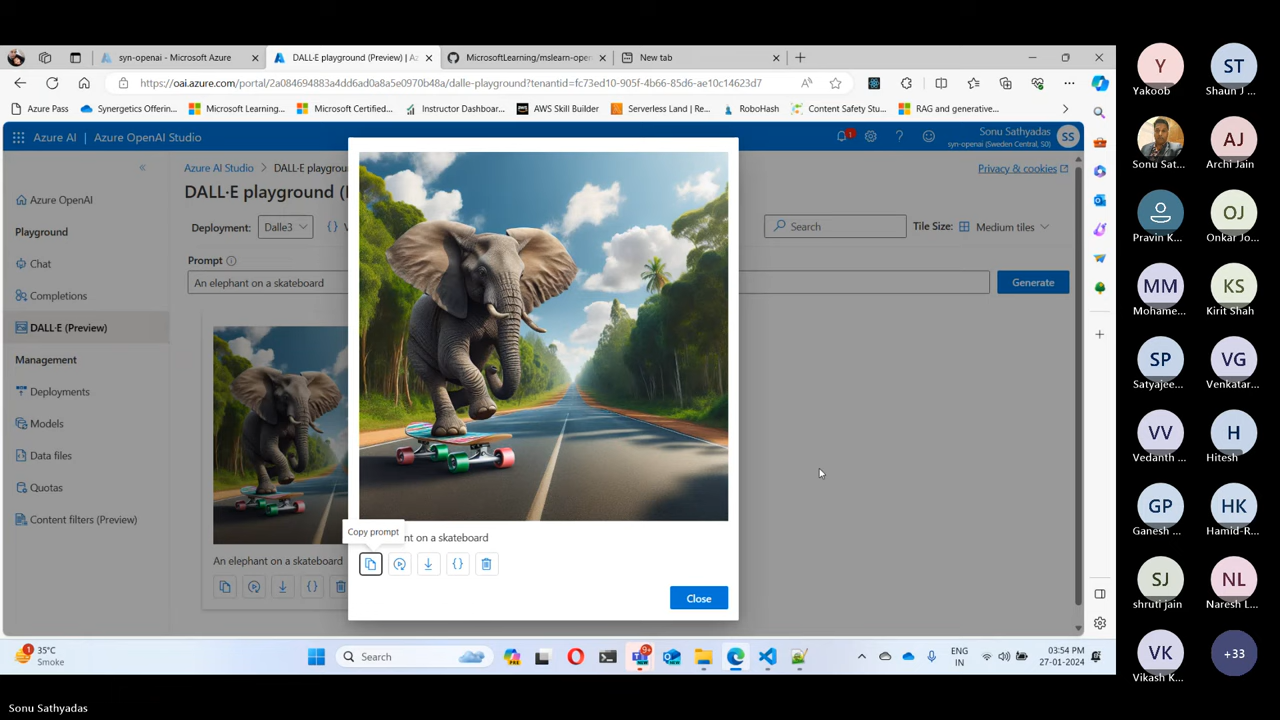 syn-openai - Microsoft Azure
DALL·E playground (Preview) | Az
MicrosoftLearning/mslearn-open
New tab
https://oai.azure.com/portal/2a084694883a4dd6ad0a8a5e0970b48a/dalle-playground?tenantid=fc73ed10-905f-4b66-85d6-ae10c14623d7
Azure Pass
Synergetics Offerin...
Microsoft Learning...
Microsoft Certified...
Instructor Dashboar...
AWS Skill Builder
Serverless Land | Re...
RoboHash
Content Safety Stu...
RAG and generative...
Azure AI | Azure OpenAI Studio
1
Sonu Sathyadas
syn-openai (Sweden Central, S0)
SS
Azure AI Studio > DALL·E playground (
Privacy & cookies
DALL·E playground (
Azure OpenAI
Playground
Chat
Completions
DALL·E (Preview)
Management
Deployments
Models
Data files
Quotas
Content filters (Preview)
Deployment: Dalle3
Search
Tile Size: Medium tiles
Prompt
An elephant on a skateboard
Generate
An elephant on a skateboard
Copy prompt
nt on a skateboard
Close
1
35°C
Smoke
Search
9+
ENG
IN
03:54 PM
27-01-2024
Sonu Sathyadas
Y
Yakoob
ST
Shaun J ...
Sonu Sat...
AJ
Archi Jain
Pravin K...
OJ
Onkar Jo...
MM
Mohame...
KS
Kirit Shah
SP
Satyajee...
VG
Venkatar...
VV
Vedanth ...
H
Hitesh
GP
Ganesh ...
HK
Hamid-R...
SJ
shruti jain
NL
Naresh L...
VK
Vikash K...
+33